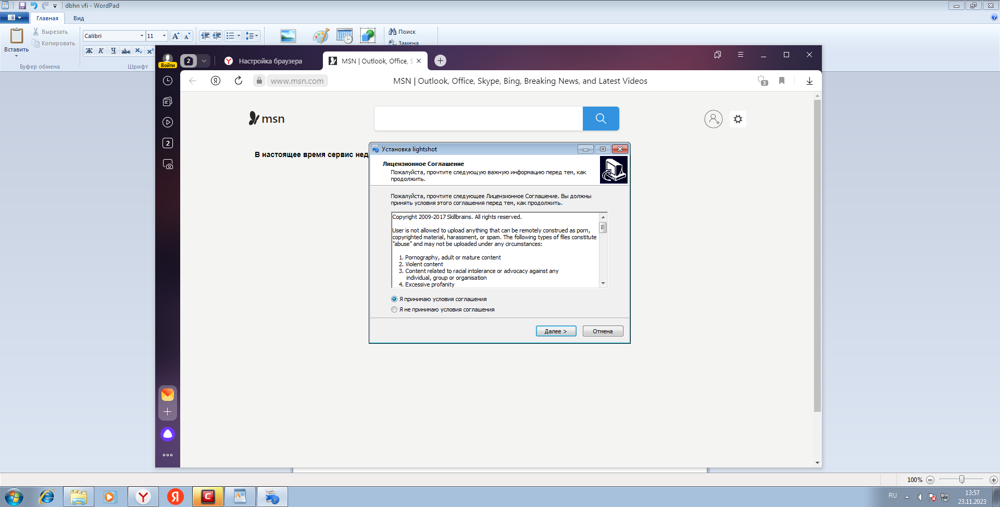 dbhn vfi - WordPad
Главная
Вид
Вставить
Вырезать
Копировать
Буфер обмена
Calibri
11
Ж К Ч abc X₂ X²
Шрифт
Поиск
Замена
Войти
2
Настройка браузера
MSN | Outlook, Office, S
www.msn.com
MSN | Outlook, Office, Skype, Bing, Breaking News, and Latest Videos
3
2
msn
В настоящее время сервис нед
Установка lightshot
Лицензионное Соглашение
Пожалуйста, прочтите следующую важную информацию перед тем, как
продолжить.
Пожалуйста, прочтите следующее Лицензионное Соглашение. Вы должны
принять условия этого соглашения перед тем, как продолжить.
Copyright 2009-2017 Skillbrains. All rights reserved.
User is not allowed to upload anything that can be remotely construed as porn,
copyrighted material, harassment, or spam. The following types of files constitute
"abuse" and may not be uploaded under any circumstances:
1. Pornography, adult or mature content
2. Violent content
3. Content related to racial intolerance or advocacy against any
individual, group or organisation
4. Excessive profanity
Я принимаю условия соглашения
Я не принимаю условия соглашения
Далее >
Отмена
100%
RU
13:57
23.11.2023